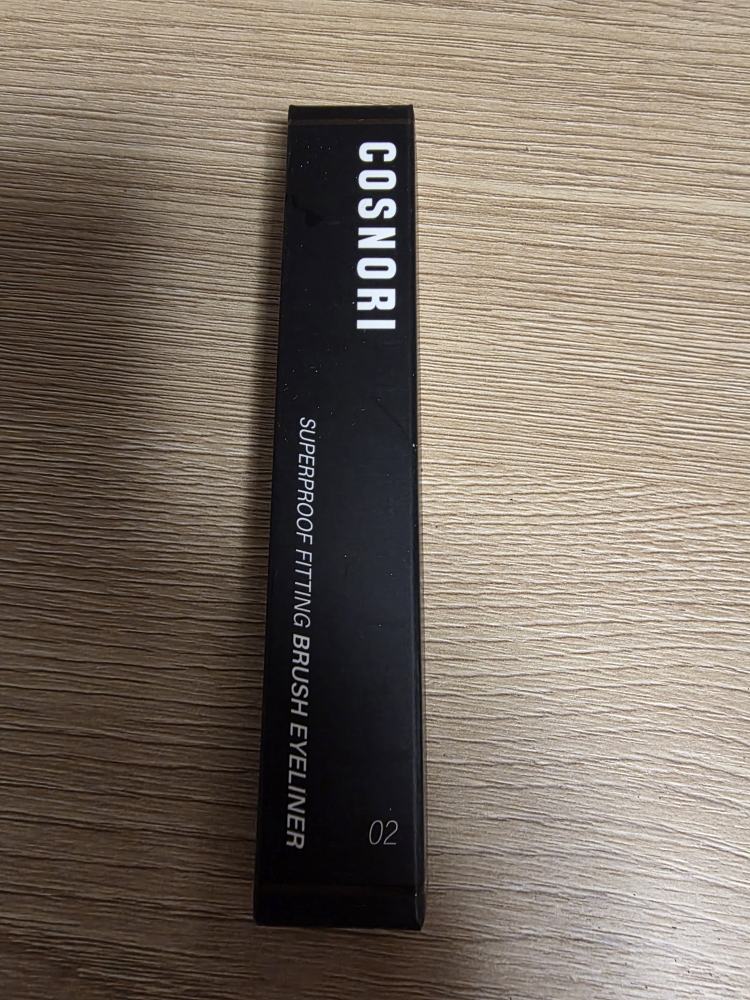 COSNORI
SUPERPROOF FITTING BRUSH EYELINER
02